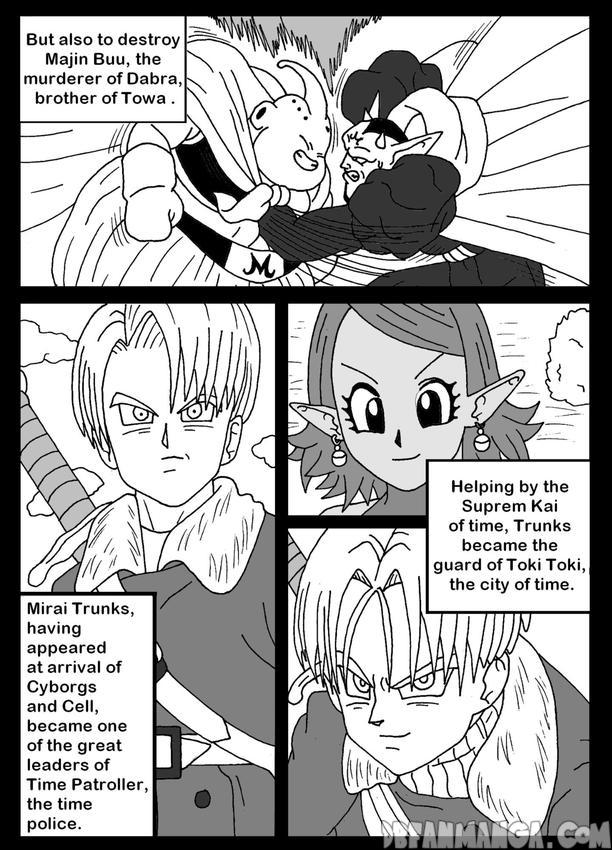 But also to destroy
Majin Buu, the
murderer of Dabra,
brother of Towa .
M
Helping by the
Suprem Kai
of time, Trunks
became the
guard of Toki Toki,
the city of time.
Mirai Trunks,
having
appeared
at arrival of
Cyborgs
and Cell,
became one
of the great
leaders of
Time Patroller,
the time
police.
DBFANMANGA.COM